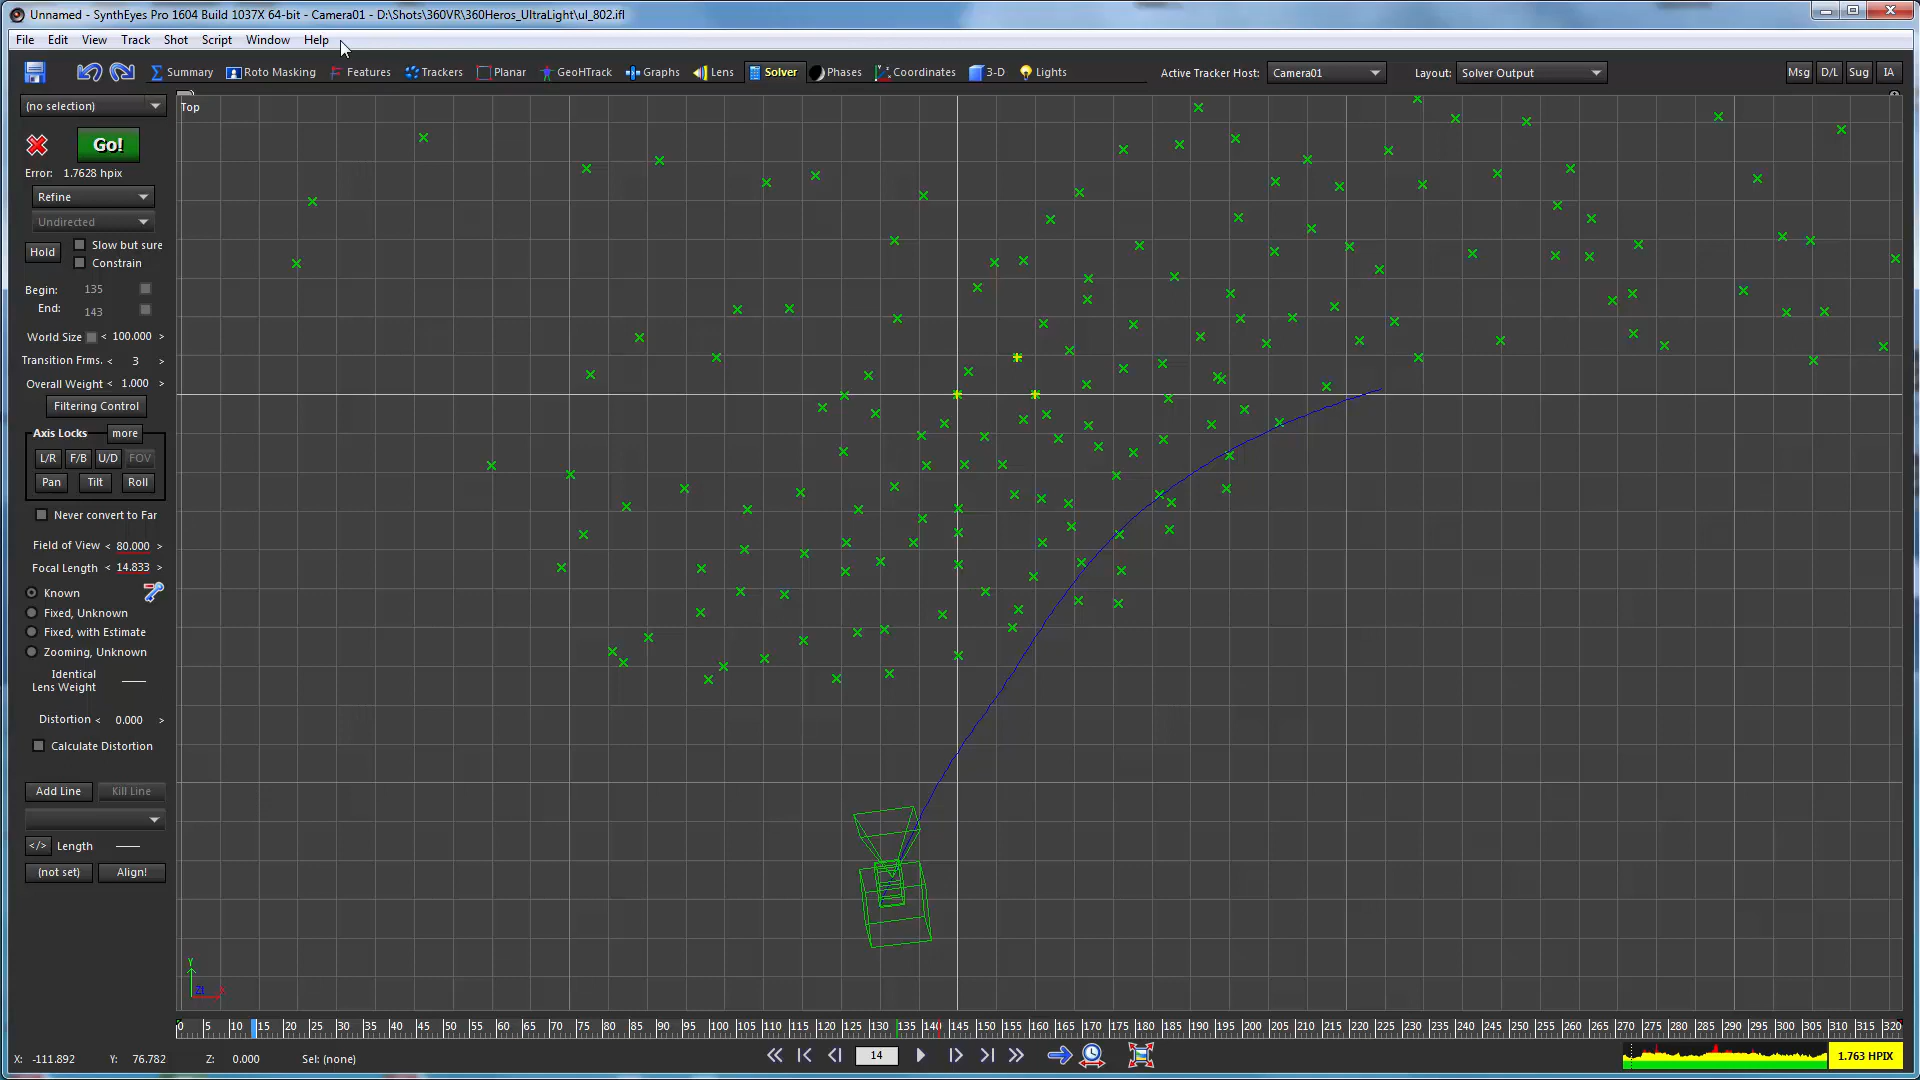 Unnamed - SynthEyes Pro 1604 Build 1037X 64-bit - Camera01 - D:\Shots\360VR\360Heros_UltraLight\ul_802.ifl
File Edit View Track Shot Script Window Help
Summary Roto Masking Features Trackers Planar GeoHTrack Graphs Lens Solver Phases Coordinates 3-D Lights Active Tracker Host: Camera01 Layout: Solver Output Msg D/L Sug IA
(no selection)
Top
Go!
Error: 1.7628 hpix
Refine
Undirected
Hold Slow but sure
Constrain
Begin: 135
End: 143
World Size < 100.000 >
Transition Frms. < 3 >
Overall Weight < 1.000 >
Filtering Control
Axis Locks more
L/R F/B U/D FOV
Pan Tilt Roll
Never convert to Far
Field of View < 80.000 >
Focal Length < 14.833 >
Known
Fixed, Unknown
Fixed, with Estimate
Zooming, Unknown
Identical
Lens Weight
Distortion < 0.000 >
Calculate Distortion
Add Line Kill Line
</> Length
(not set) Align!
Y
Z X
0 5 10 15 20 25 30 35 40 45 50 55 60 65 70 75 80 85 90 95 100 105 110 115 120 125 130 135 140 145 150 155 160 165 170 175 180 185 190 195 200 205 210 215 220 225 230 235 240 245 250 255 260 265 270 275 280 285 290 295 300 305 310 315 320
X: -111.892 Y: 76.782 Z: 0.000 Sel: (none) 14 1.763 HPIX